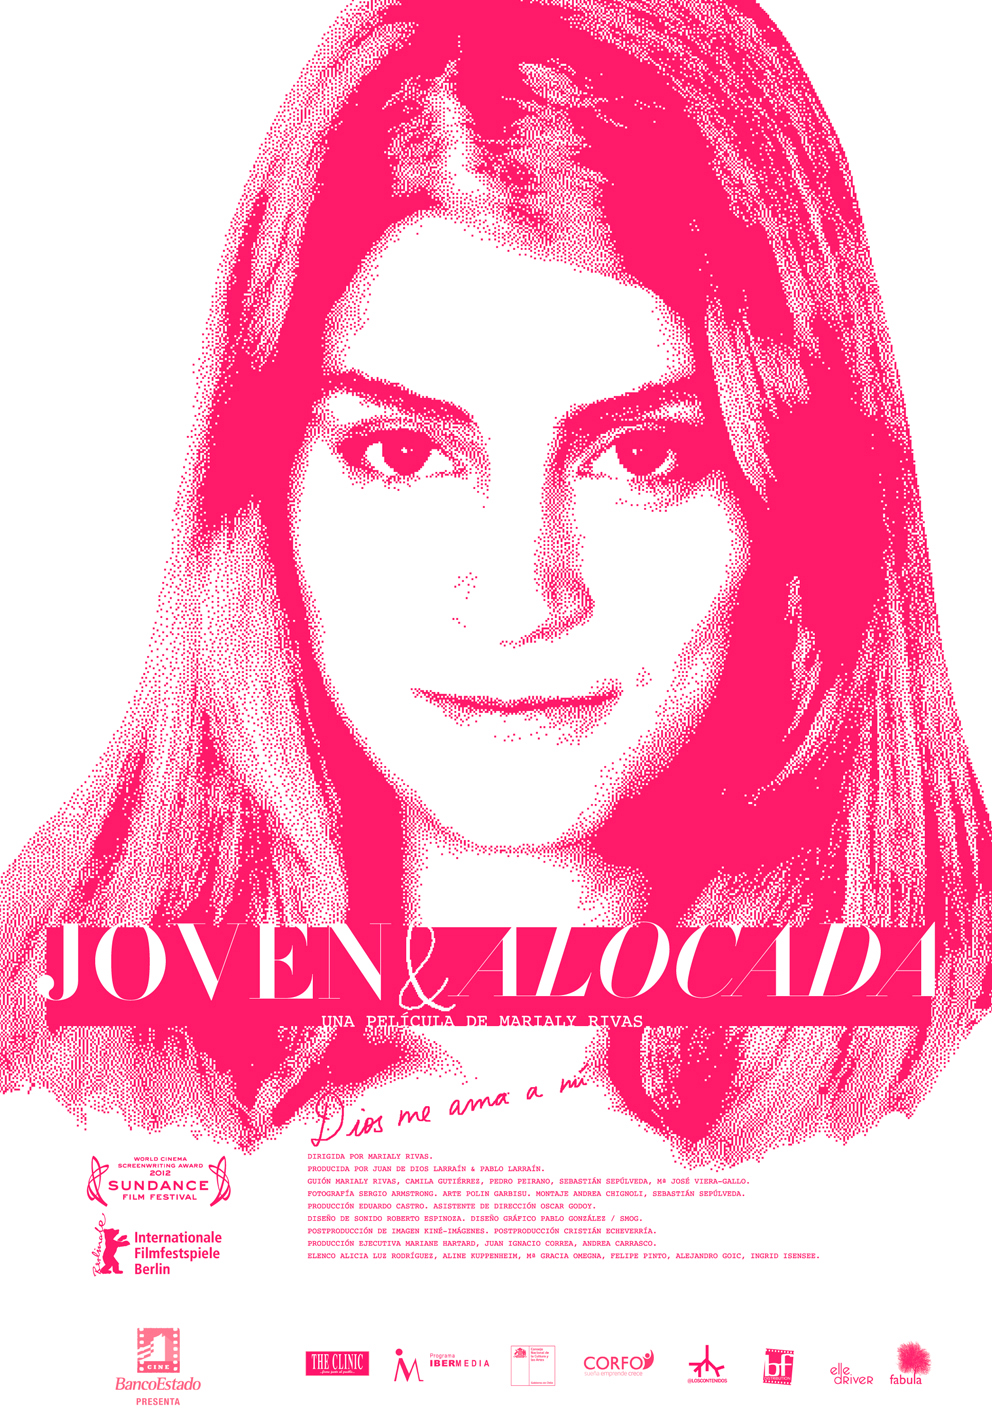 JOVEN & ALOCADA
UNA PELÍCULA DE MARIALY RIVAS
Dios me ama a mí
DIRIGIDA POR MARIALY RIVAS.
PRODUCIDA POR JUAN DE DIOS LARRAÍN & PABLO LARRAÍN.
GUIÓN MARIALY RIVAS, CAMILA GUTIÉRREZ, PEDRO PEIRANO, SEBASTIÁN SEPÚLVEDA, Mª JOSÉ VIERA-GALLO.
FOTOGRAFÍA SERGIO ARMSTRONG. ARTE POLIN GARBISU. MONTAJE ANDREA CHIGNOLI, SEBASTIÁN SEPÚLVEDA.
PRODUCCIÓN EDUARDO CASTRO. ASISTENTE DE DIRECCIÓN OSCAR GODOY.
DISEÑO DE SONIDO ROBERTO ESPINOZA. DISEÑO GRÁFICO PABLO GONZÁLEZ / SMOG.
POSTPRODUCCIÓN DE IMAGEN KINÉ-IMÁGENES. POSTPRODUCCIÓN CRISTIÁN ECHEVERRÍA.
PRODUCCIÓN EJECUTIVA MARIANE HARTARD, JUAN IGNACIO CORREA, ANDREA CARRASCO.
ELENCO ALICIA LUZ RODRÍGUEZ, ALINE KUPPENHEIM, Mª GRACIA OMEGNA, FELIPE PINTO, ALEJANDRO GOIC, INGRID ISENSEE.
WORLD CINEMA
SCREENWRITING AWARD
2012
SUNDANCE
FILM FESTIVAL
Berlinale
Internationale
Filmfestspiele
Berlin
CINE
BancoEstado
PRESENTA
THE CLINIC
Programa
IBERMEDIA
CORFO
sueña emprende crece
@LOSCONTENIDOS
bf
elle
driver
fabula